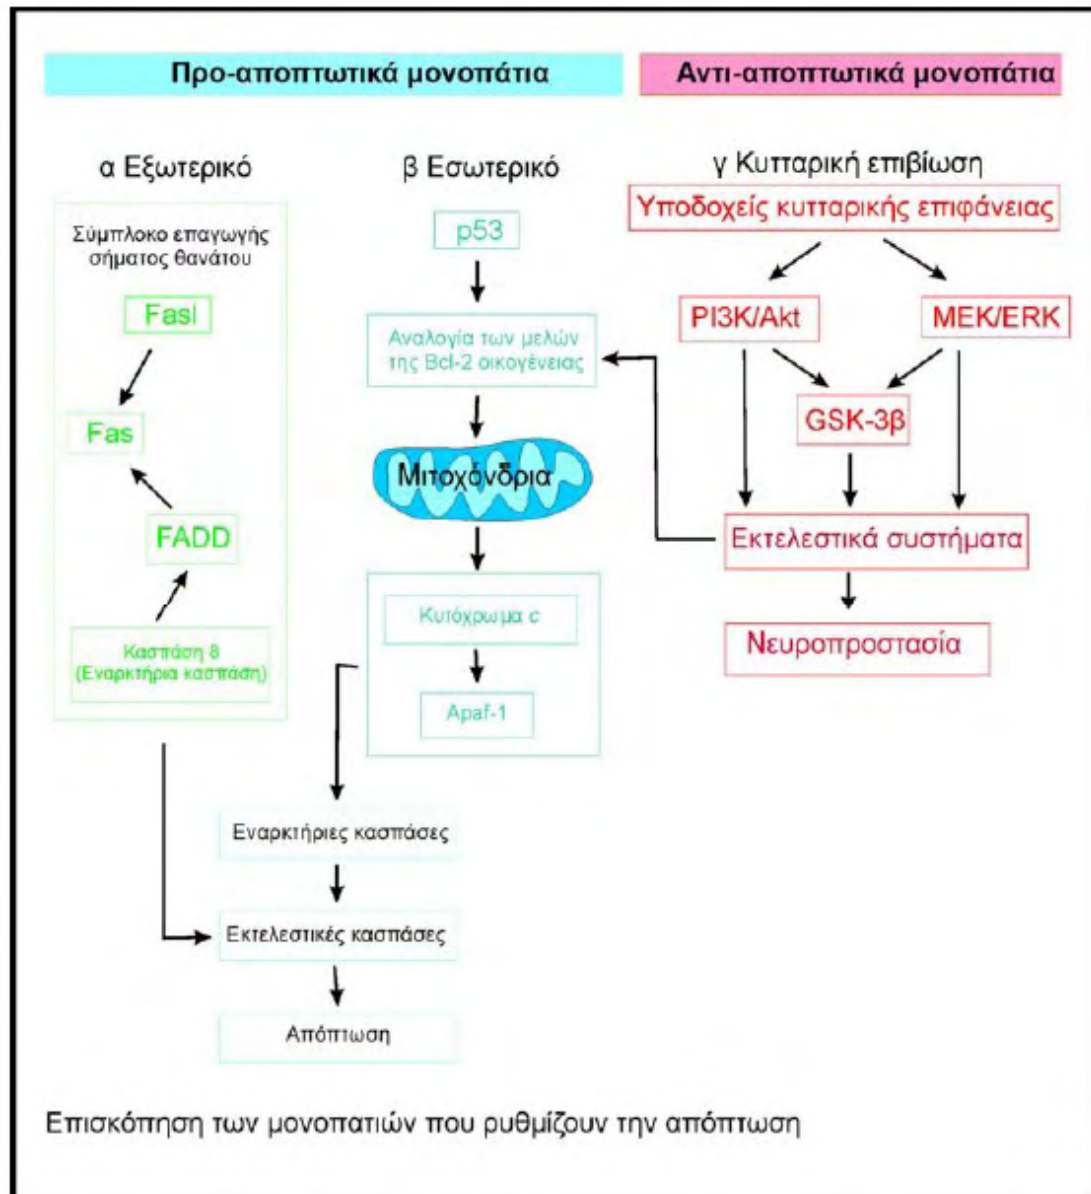 Προ-αποπτωτικά μονοπάτια
Αντι-αποπτωτικά μονοπάτια
α Εξωτερικό
Σύμπλοκο επαγωγής
σήματος θανάτου
Fasl
Fas
FADD
Κασπάση 8
(Εναρκτήρια κασπάση)
β Εσωτερικό
p53
Αναλογία των μελών
της Bcl-2 οικογένειας
Μιτοχόνδρια
Κυτόχρωμα c
Apaf-1
Εναρκτήριες κασπάσες
Εκτελεστικές κασπάσες
Απόπτωση
γ Κυτταρική επιβίωση
Υποδοχείς κυτταρικής επιφάνειας
PI3K/Akt
MEK/ERK
GSK-3β
Εκτελεστικά συστήματα
Νευροπροστασία
Επισκόπηση των μονοπατιών που ρυθμίζουν την απόπτωση